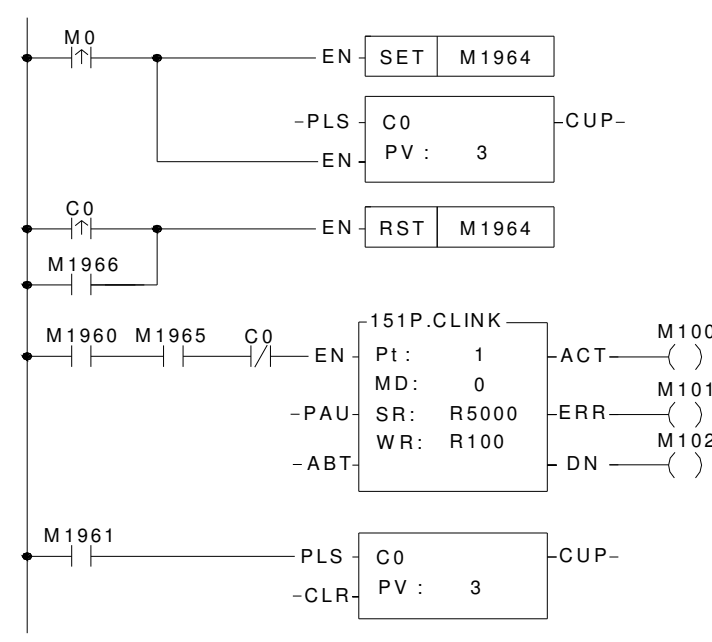 M0
EN SET M1964
PLS C0 CUP
EN PV : 3
C0
EN RST M1964
M1966
151P.CLINK
M1960 M1965 C0 M100
EN Pt : 1 ACT
MD: 0 M101
PAU SR: R5000 ERR
WR: R100 M102
ABT DN
M1961
PLS C0 CUP
CLR PV : 3